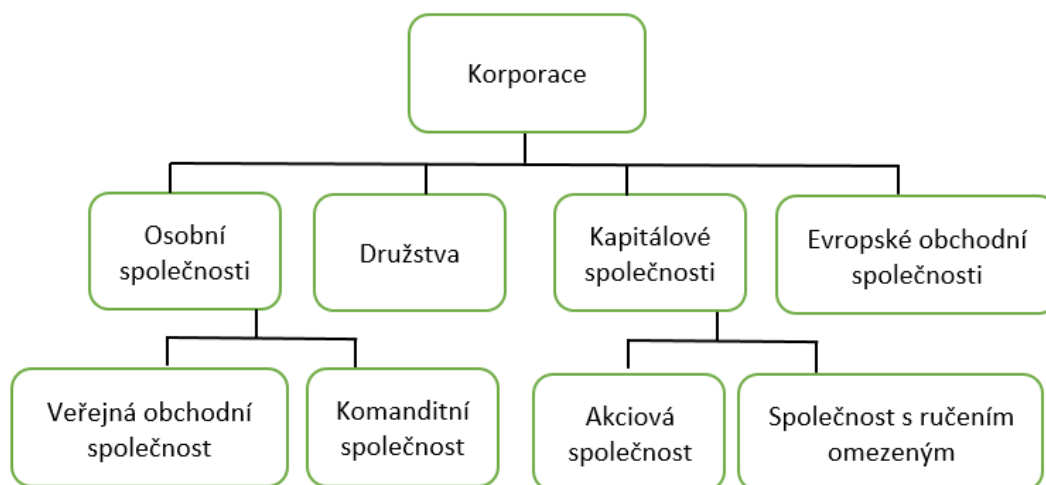 Korporace
Osobní
společnosti
Družstva
Kapitálové
společnosti
Evropské obchodní
společnosti
Veřejná obchodní
společnost
Komanditní
společnost
Akciová
společnost
Společnost s ručením
omezeným